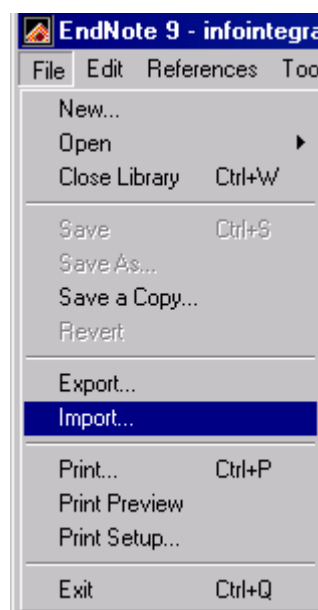 EndNote 9 - infointegra
File Edit References Too
New...
Open
Close Library Ctrl+W
Save Ctrl+S
Save As...
Save a Copy...
Revert
Export...
Import...
Print... Ctrl+P
Print Preview
Print Setup...
Exit Ctrl+Q